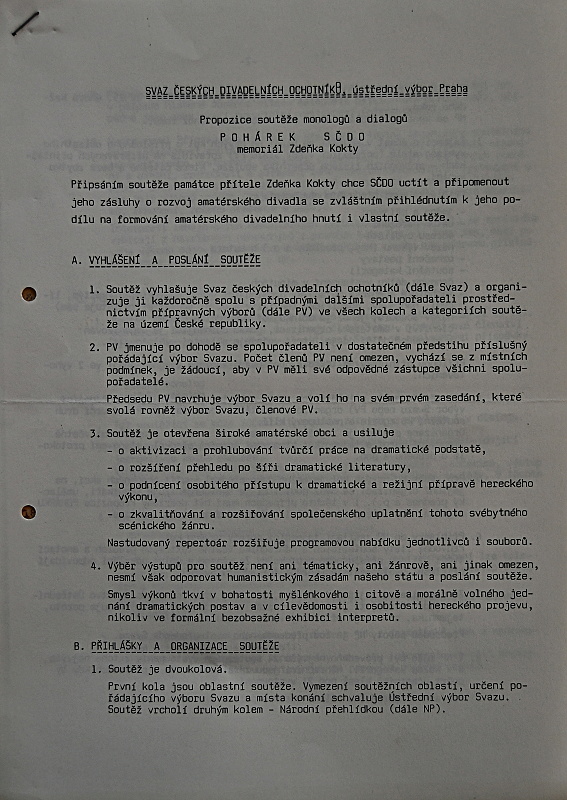 SVAZ ČESKÝCH DIVADELNÍCH OCHOTNÍKŮ, ústřední výbor Praha
Propozice soutěže monologů a dialogů
P O H Á R E K   S Č D O
memoriál Zdeňka Kokty
Připsáním soutěže památce přítele Zdeňka Kokty chce SČDO uctít a připomenout
jeho zásluhy o rozvoj amatérského divadla se zvláštním přihlédnutím k jeho po-
dílu na formování amatérského divadelního hnutí i vlastní soutěže.
A. VYHLÁŠENÍ A POSLÁNÍ SOUTĚŽE
1. Soutěž vyhlašuje Svaz českých divadelních ochotníků (dále Svaz) a organi-
zuje ji každoročně spolu s případnými dalšími spolupořadateli prostřed-
nictvím přípravných výborů (dále PV) ve všech kolech a kategoriích soutě-
že na území České republiky.
2. PV jmenuje po dohodě se spolupořadateli v dostatečném předstihu příslušný
pořádající výbor Svazu. Počet členů PV není omezen, vychází se z místních
podmínek, je žádoucí, aby v PV měli své odpovědné zástupce všichni spolu-
pořadatelé.
Předsedu PV navrhuje výbor Svazu a volí ho na svém prvém zasedání, které
svolá rovněž výbor Svazu, členové PV.
3. Soutěž je otevřena široké amatérské obci a usiluje
- o aktivizaci a prohlubování tvůrčí práce na dramatické podstatě,
- o rozšíření přehledu po šíři dramatické literatury,
- o podnícení osobitého přístupu k dramatické a režijní přípravě hereckého
výkonu,
- o zkvalitňování a rozšiřování společenského uplatnění tohoto svébytného
scénického žánru.
Nastudovaný repertoár rozšiřuje programovou nabídku jednotlivců i souborů.
4. Výběr výstupů pro soutěž není ani tématicky, ani žánrově, ani jinak omezen,
nesmí však odporovat humanistickým zásadám našeho státu a poslání soutěže.
Smysl výkonů tkví v bohatosti myšlénkového i citově a morálně volného jed-
nání dramatických postav a v cílevědomosti i osobitosti hereckého projevu,
nikoliv ve formální bezobsažné exhibici interpretů.
B. PŘIHLÁŠKY A ORGANIZACE SOUTĚŽE
1. Soutěž je dvoukolová.
První kola jsou oblastní soutěže. Vymezení soutěžních oblastí, určení po-
řádajícího výboru Svazu a místa konání schvaluje Ústřední výbor Svazu.
Soutěž vrcholí druhým kolem - Národní přehlídkou (dále NP).